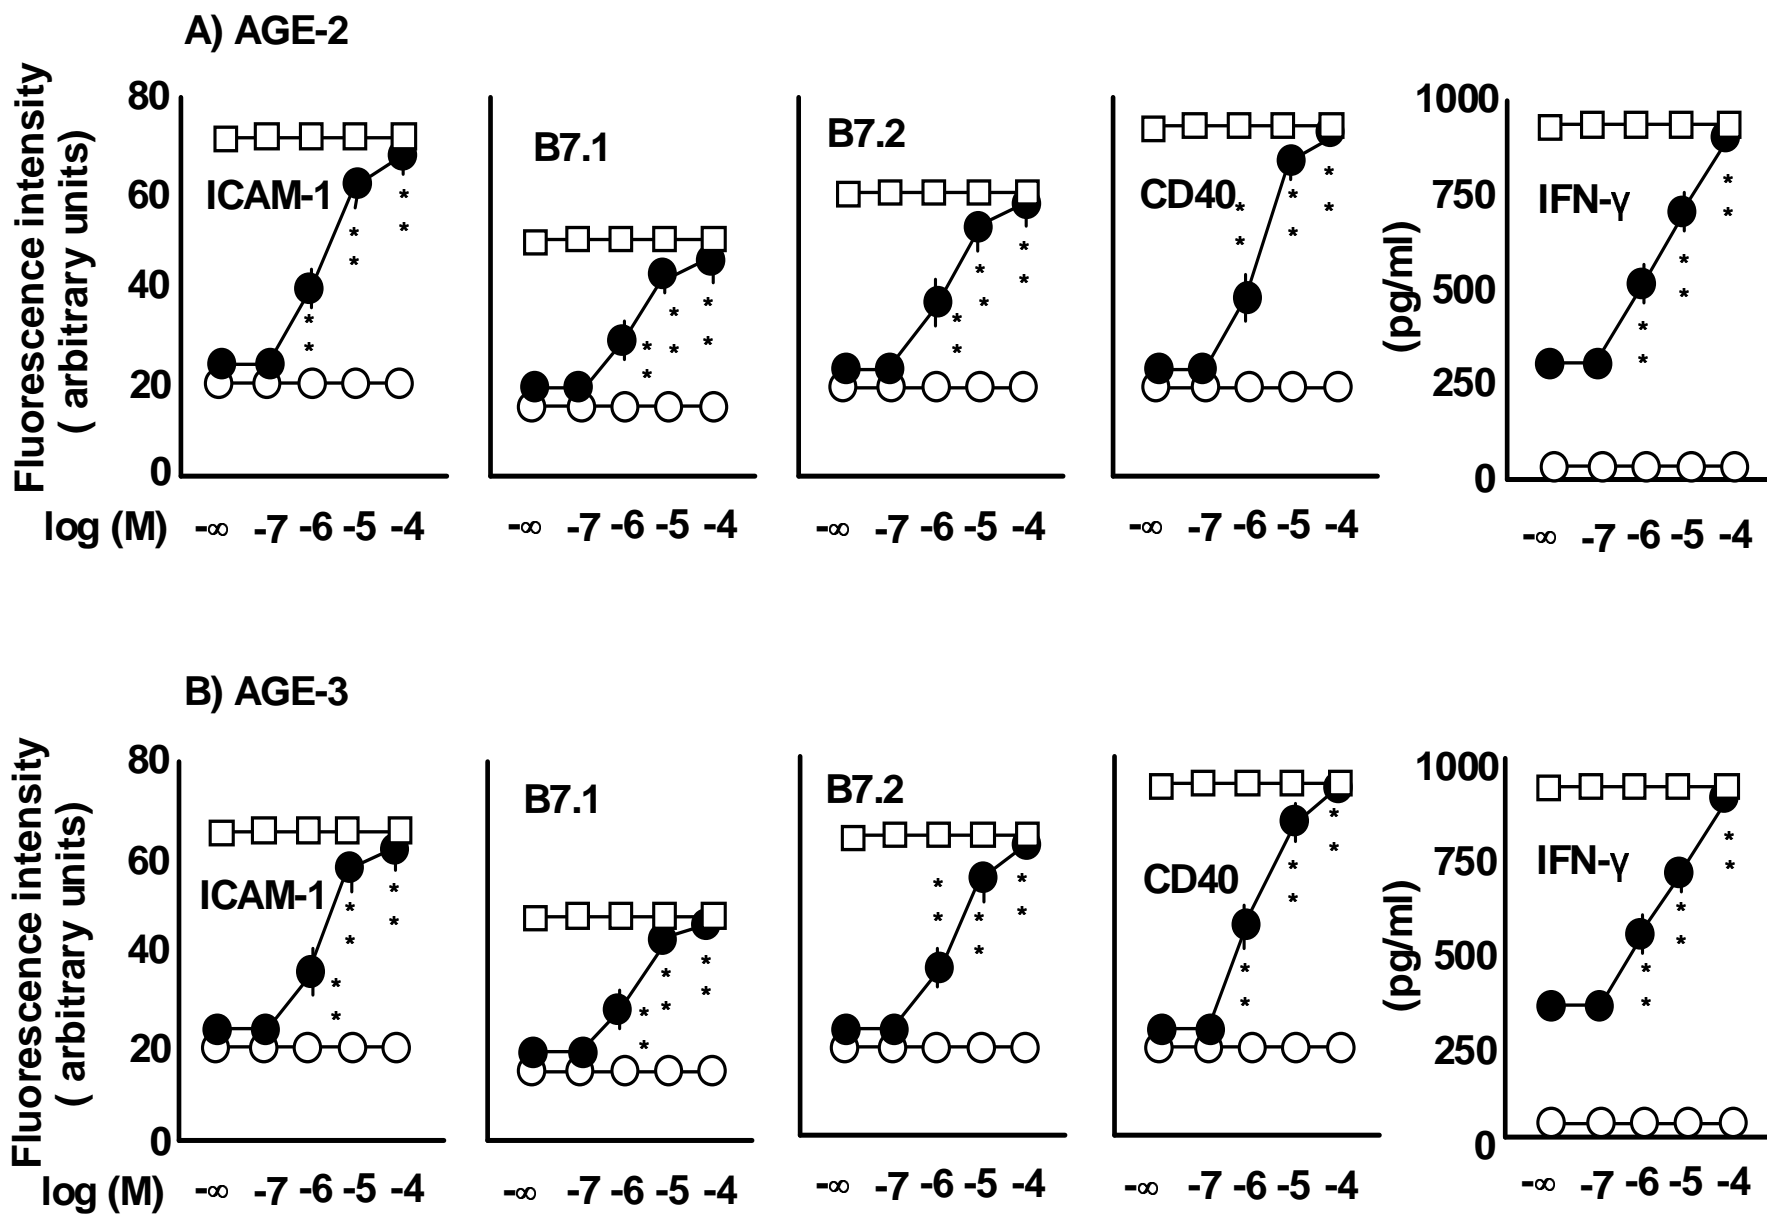 A) AGE-2
Fluorescence intensity
( arbitrary units)
80
60
40
20
0
ICAM-1
* *
* *
* *
B7.1
* *
* *
* *
B7.2
* *
* *
* *
CD40
* *
* *
* *
(pg/ml)
1000
750
500
250
0
IFN-γ
* *
* *
* *
log (M) -∞ -7 -6 -5 -4
-∞ -7 -6 -5 -4
-∞ -7 -6 -5 -4
-∞ -6 -5 -4
-∞ -7 -6 -5 -4
B) AGE-3
Fluorescence intensity
( arbitrary units)
80
60
40
20
0
ICAM-1
* *
* *
* *
B7.1
* *
* *
* *
B7.2
* *
* *
* *
CD40
* *
* *
* *
(pg/ml)
1000
750
500
250
0
IFN-γ
* *
* *
* *
log (M) -∞ -7 -6 -5 -4
-∞ -7 -6 -5 -4
-∞ -7 -6 -5 -4
-∞ -7 -6 -5 -4
-∞ -7 -6 -5 -4